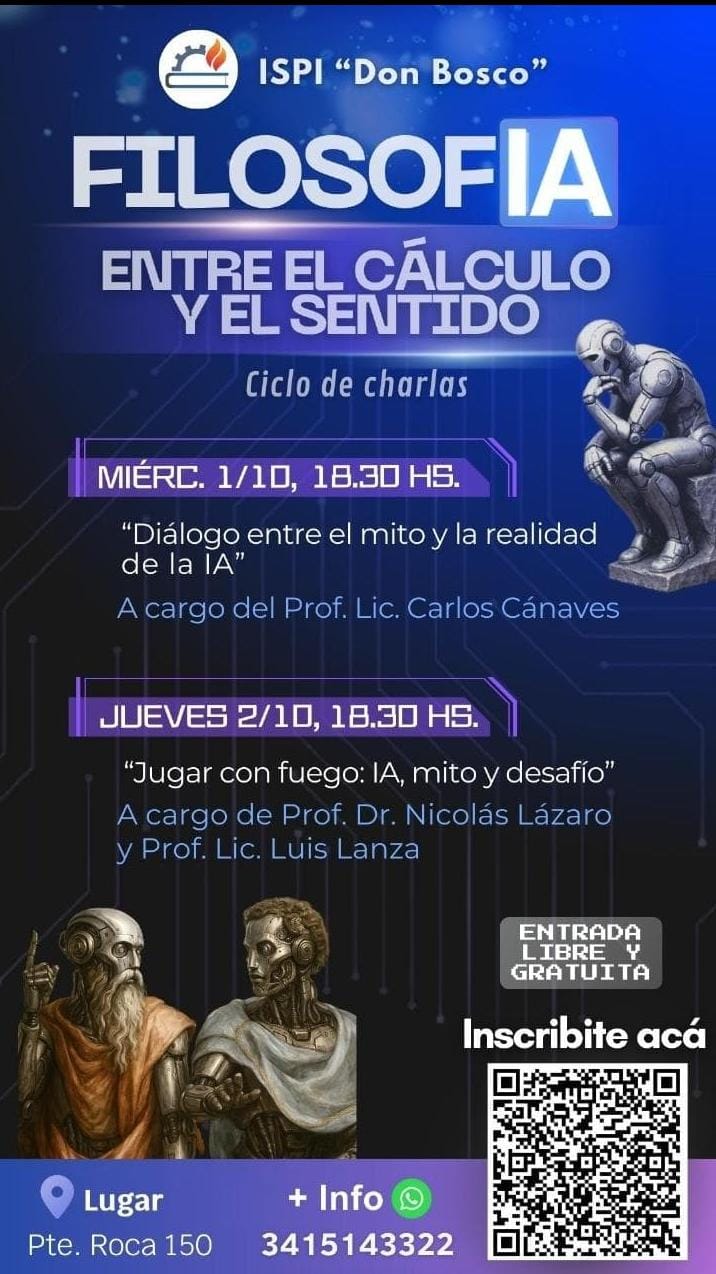 ISPI “Don Bosco”
FILOSOFIA
ENTRE EL CÁLCULO
Y EL SENTIDO
Ciclo de charlas
MIÉRC. 1/10, 18.30 HS.
“Diálogo entre el mito y la realidad
de la IA”
A cargo del Prof. Lic. Carlos Cánaves
JUEVES 2/10, 18.30 HS.
“Jugar con fuego: IA, mito y desafío”
A cargo de Prof. Dr. Nicolás Lázaro
y Prof. Lic. Luis Lanza
ENTRADA
LIBRE Y
GRATUITA
Inscribite acá
Lugar
Pte. Roca 150
+ Info
3415143322